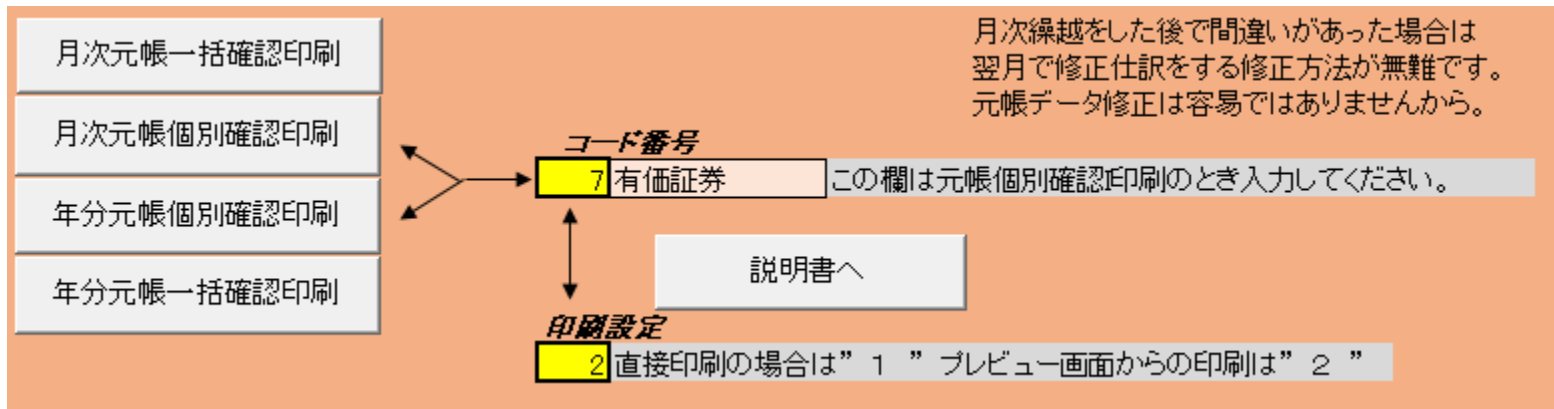 月次元帳一括確認印刷
月次元帳個別確認印刷
年分元帳個別確認印刷
年分元帳一括確認印刷
月次繰越をした後で間違いがあった場合は
翌月で修正仕訳をする修正方法が無難です。
元帳データ修正は容易ではありませんから。
コード番号
7 有価証券 この欄は元帳個別確認印刷のとき入力してください。
説明書へ
印刷設定
2 直接印刷の場合は”１”プレビュー画面からの印刷は”２”